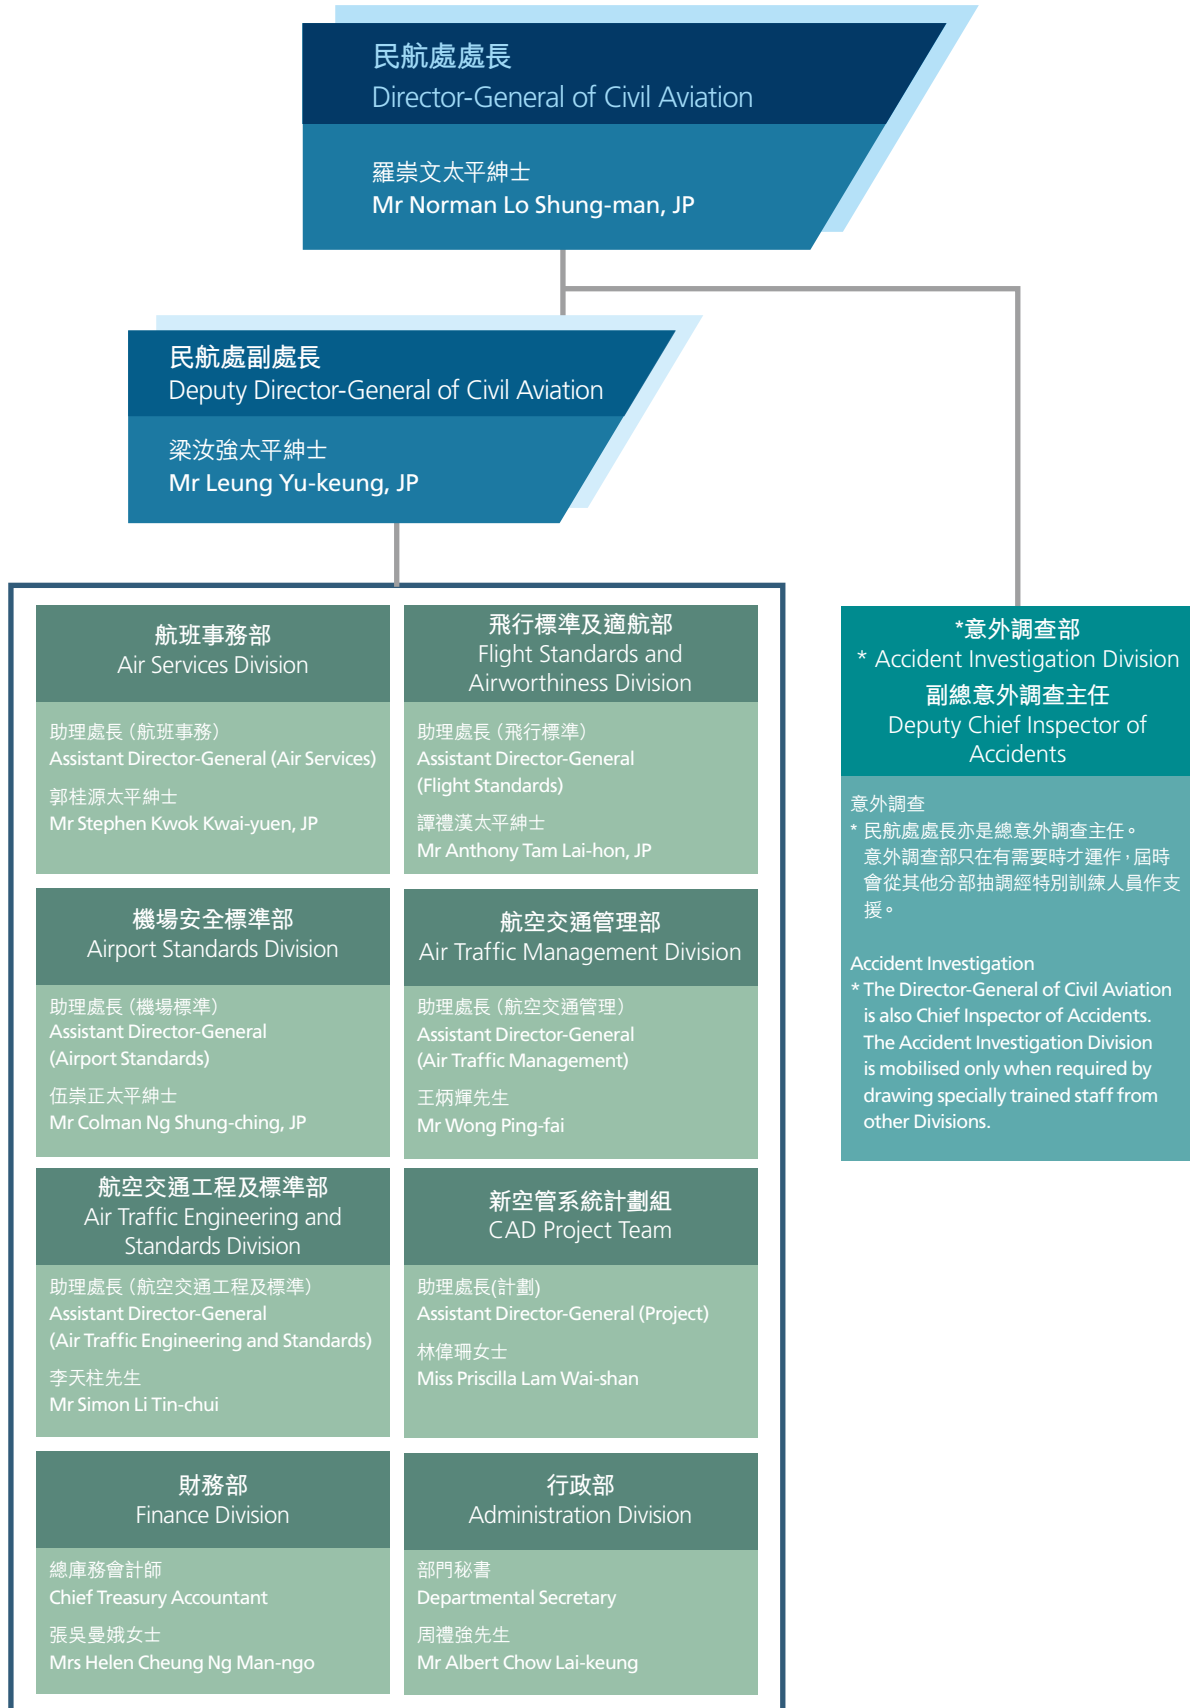 民航處處長
Director-General of Civil Aviation
羅崇文太平紳士
Mr Norman Lo Shung-man, JP
民航處副處長
Deputy Director-General of Civil Aviation
梁汝強太平紳士
Mr Leung Yu-keung, JP
航班事務部
Air Services Division
助理處長（航班事務）
Assistant Director-General (Air Services)
郭桂源太平紳士
Mr Stephen Kwok Kwai-yuen, JP
飛行標準及適航部
Flight Standards and
Airworthiness Division
助理處長（飛行標準）
Assistant Director-General
(Flight Standards)
譚禮漢太平紳士
Mr Anthony Tam Lai-hon, JP
機場安全標準部
Airport Standards Division
助理處長（機場標準）
Assistant Director-General
(Airport Standards)
伍崇正太平紳士
Mr Colman Ng Shung-ching, JP
航空交通管理部
Air Traffic Management Division
助理處長（航空交通管理）
Assistant Director-General
(Air Traffic Management)
王炳輝先生
Mr Wong Ping-fai
航空交通工程及標準部
Air Traffic Engineering and
Standards Division
助理處長（航空交通工程及標準）
Assistant Director-General
(Air Traffic Engineering and Standards)
李天柱先生
Mr Simon Li Tin-chui
新空管系統計劃組
CAD Project Team
助理處長(計劃)
Assistant Director-General (Project)
林偉珊女士
Miss Priscilla Lam Wai-shan
財務部
Finance Division
總庫務會計師
Chief Treasury Accountant
張吳曼娥女士
Mrs Helen Cheung Ng Man-ngo
行政部
Administration Division
部門秘書
Departmental Secretary
周禮強先生
Mr Albert Chow Lai-keung
*意外調查部
* Accident Investigation Division
副總意外調查主任
Deputy Chief Inspector of
Accidents
意外調查
* 民航處處長亦是總意外調查主任。
意外調查部只在有需要時才運作，屆時
會從其他分部抽調經特別訓練人員作支
援。
Accident Investigation
* The Director-General of Civil Aviation
is also Chief Inspector of Accidents.
The Accident Investigation Division
is mobilised only when required by
drawing specially trained staff from
other Divisions.